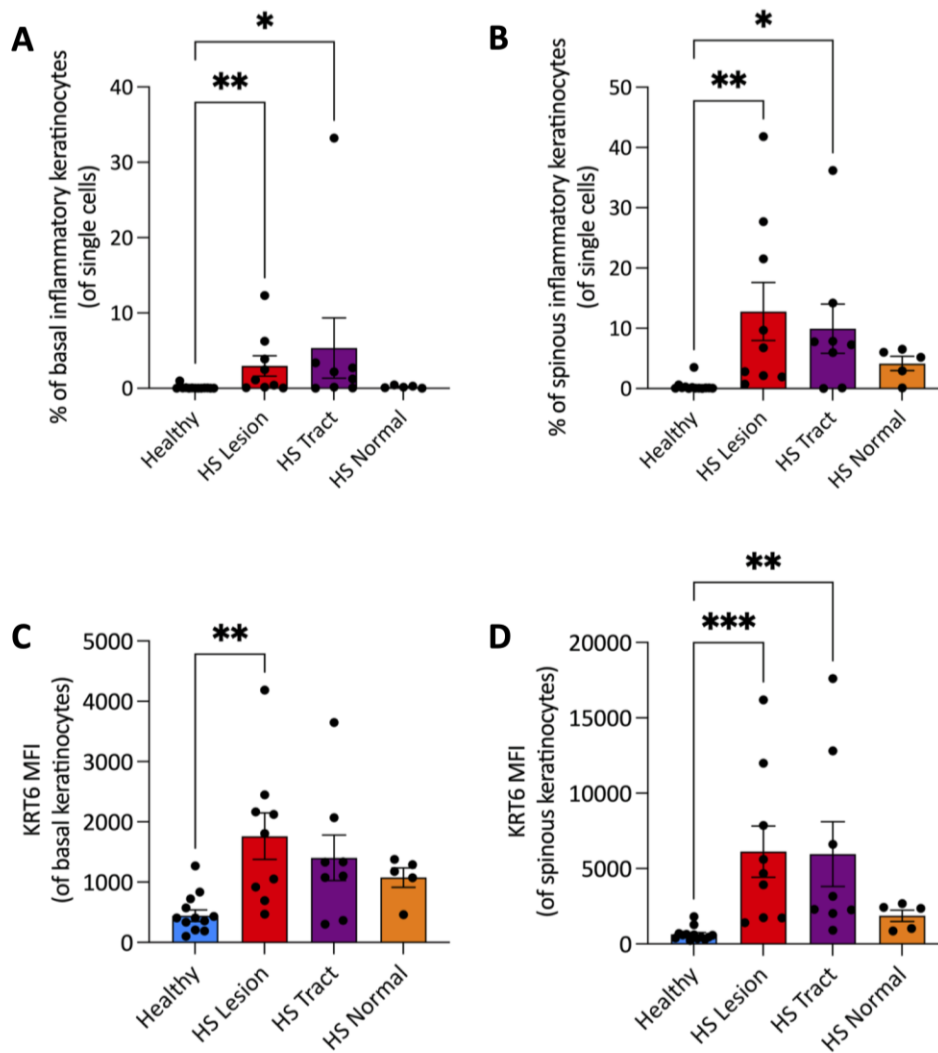 A
% of basal inflammatory keratinocytes
(of single cells)
40
30
20
10
0
*
**
Healthy
HS Lesion
HS Tract
HS Normal
B
% of spinous inflammatory keratinocytes
(of single cells)
50
40
30
20
10
0
*
**
Healthy
HS Lesion
HS Tract
HS Normal
C
KRT6 MFI
(of basal keratinocytes)
5000
4000
3000
2000
1000
0
**
Healthy
HS Lesion
HS Tract
HS Normal
D
KRT6 MFI
(of spinous keratinocytes)
20000
15000
10000
5000
0
**
***
Healthy
HS Lesion
HS Tract
HS Normal